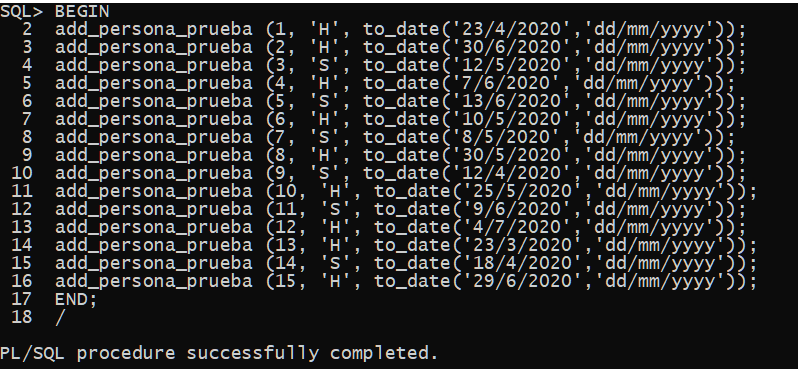 SQL> BEGIN
2 add_persona_prueba (1, 'H', to_date('23/4/2020','dd/mm/yyyy'));
3 add_persona_prueba (2, 'H', to_date('30/6/2020','dd/mm/yyyy'));
4 add_persona_prueba (3, 'S', to_date('12/5/2020','dd/mm/yyyy'));
5 add_persona_prueba (4, 'H', to_date('7/6/2020','dd/mm/yyyy'));
6 add_persona_prueba (5, 'S', to_date('13/6/2020','dd/mm/yyyy'));
7 add_persona_prueba (6, 'H', to_date('10/5/2020','dd/mm/yyyy'));
8 add_persona_prueba (7, 'S', to_date('8/5/2020','dd/mm/yyyy'));
9 add_persona_prueba (8, 'H', to_date('30/5/2020','dd/mm/yyyy'));
10 add_persona_prueba (9, 'S', to_date('12/4/2020','dd/mm/yyyy'));
11 add_persona_prueba (10, 'H', to_date('25/5/2020','dd/mm/yyyy'));
12 add_persona_prueba (11, 'S', to_date('9/6/2020','dd/mm/yyyy'));
13 add_persona_prueba (12, 'H', to_date('4/7/2020','dd/mm/yyyy'));
14 add_persona_prueba (13, 'H', to_date('23/3/2020','dd/mm/yyyy'));
15 add_persona_prueba (14, 'S', to_date('18/4/2020','dd/mm/yyyy'));
16 add_persona_prueba (15, 'H', to_date('29/6/2020','dd/mm/yyyy'));
17 END;
18 /
PL/SQL procedure successfully completed.